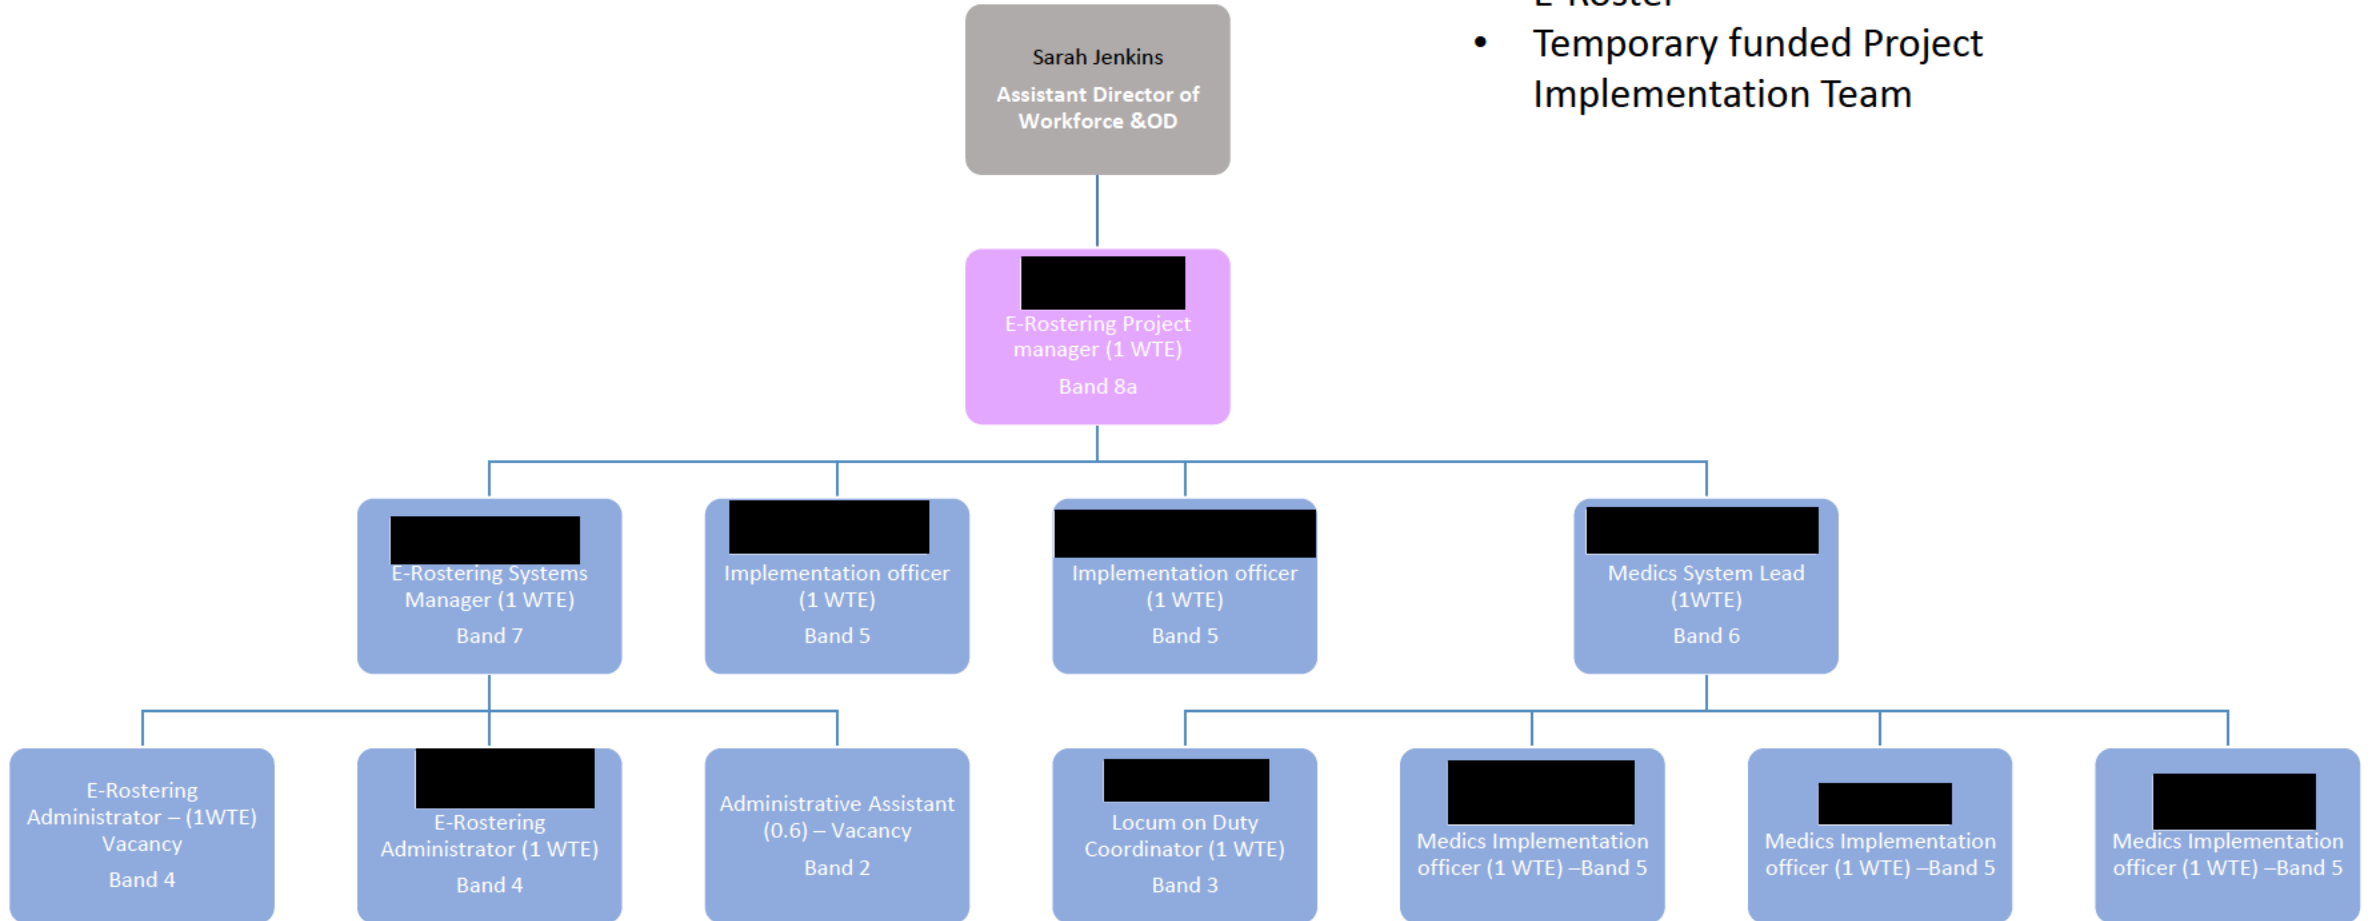 E-Roster
• Temporary funded Project
Implementation Team
Sarah Jenkins
Assistant Director of
Workforce &OD
E-Rostering Project
manager (1 WTE)
Band 8a
E-Rostering Systems
Manager (1 WTE)
Band 7
Implementation officer
(1 WTE)
Band 5
Implementation officer
(1 WTE)
Band 5
Medics System Lead
(1WTE)
Band 6
E-Rostering
Administrator – (1WTE)
Vacancy
Band 4
E-Rostering
Administrator (1 WTE)
Band 4
Administrative Assistant
(0.6) – Vacancy
Band 2
Locum on Duty
Coordinator (1 WTE)
Band 3
Medics Implementation
officer (1 WTE) –Band 5
Medics Implementation
officer (1 WTE) –Band 5
Medics Implementation
officer (1 WTE) –Band 5